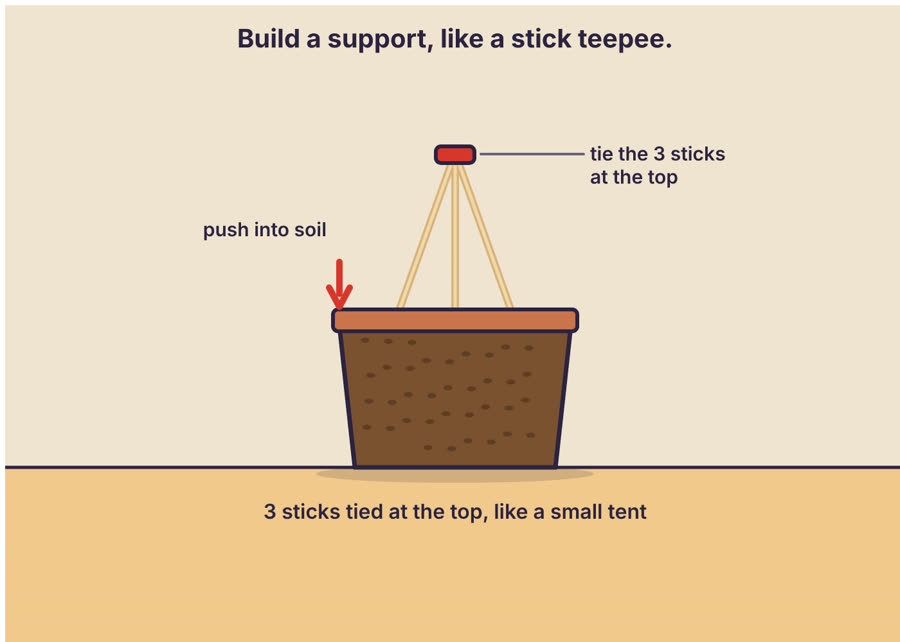 Build a support, like a stick teepee.
tie the 3 sticks
at the top
push into soil
3 sticks tied at the top, like a small tent